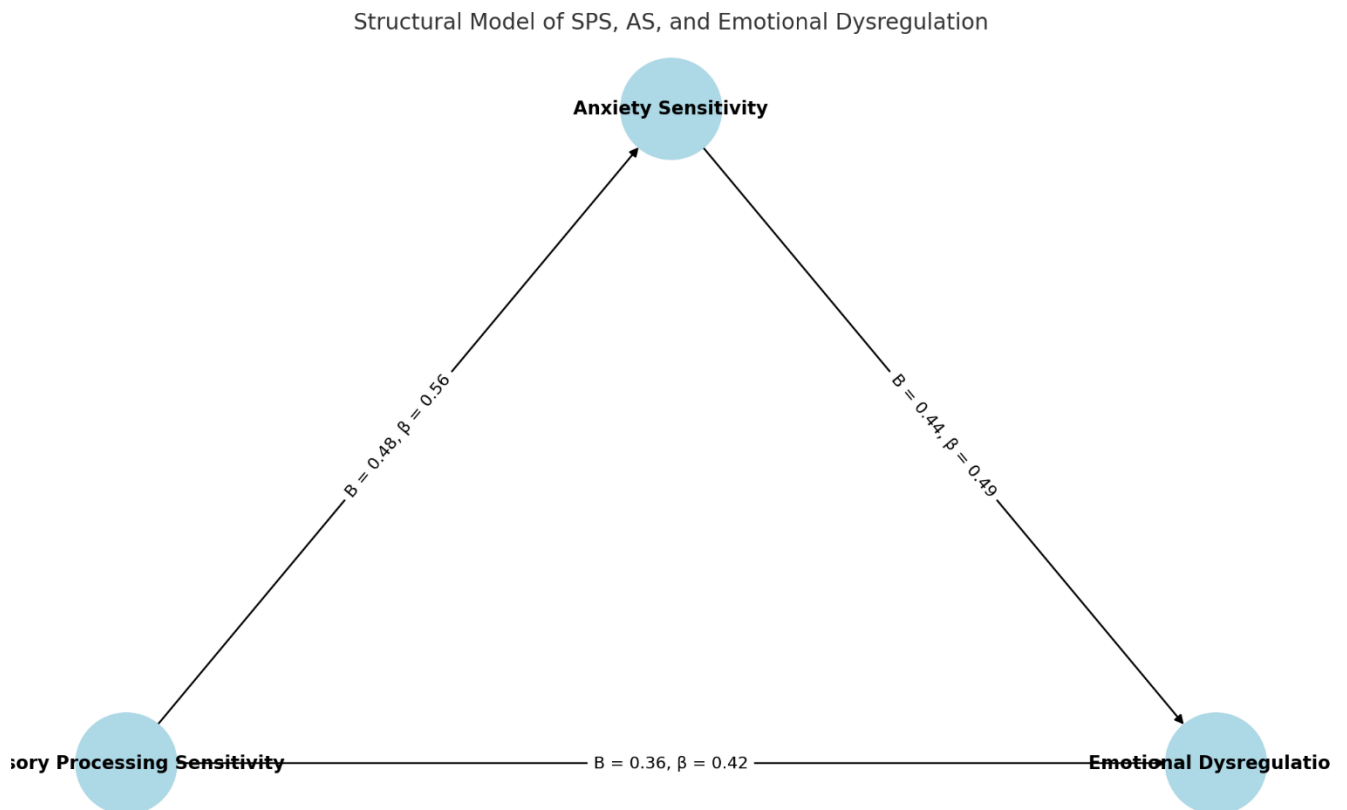 Structural Model of SPS, AS, and Emotional Dysregulation
Anxiety Sensitivity
B = 0.48, β = 0.56
B = 0.44, β = 0.49
sory Processing Sensitivity
B = 0.36, β = 0.42
Emotional Dysregulatio